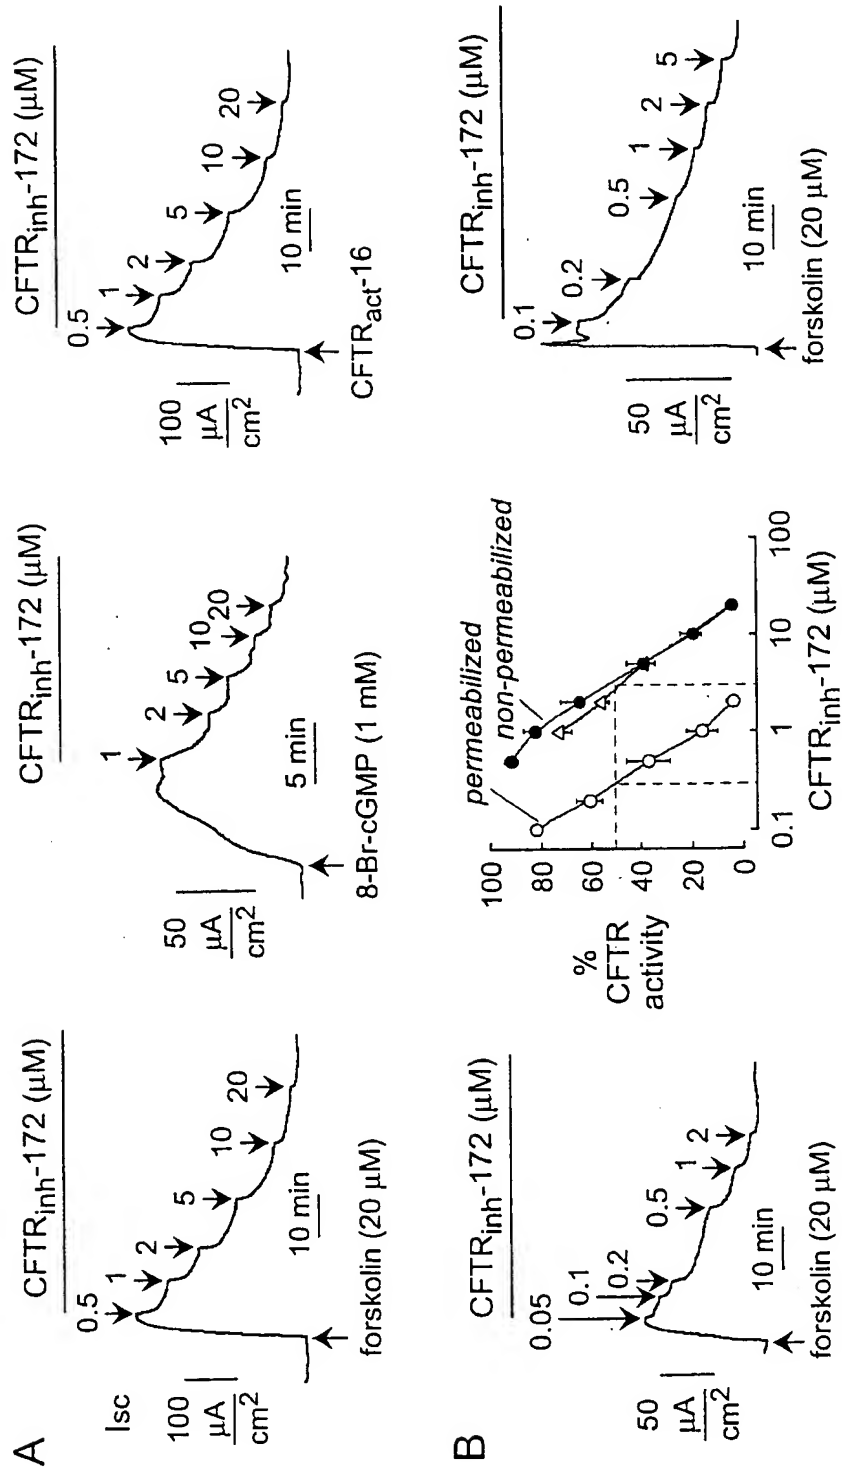 A
CFTRinh-172 (μM)
0.5
1
2
5
10
20
Isc
100
μA
cm2
10 min
forskolin (20 μM)
CFTRinh-172 (μM)
1
2
5
10
20
50
μA
cm2
5 min
8-Br-cGMP (1 mM)
CFTRinh-172 (μM)
0.5
1
2
5
10
20
100
μA
cm2
10 min
CFTRact-16
B
CFTRinh-172 (μM)
0.05
0.1
0.2
0.5
1
2
50
μA
cm2
10 min
forskolin (20 μM)
permeabilized
non-permeabilized
100
80
60
40
20
0
%
CFTR
activity
0.1
1
10
100
CFTRinh-172 (μM)
CFTRinh-172 (μM)
0.1
0.2
0.5
1
2
5
50
μA
cm2
10 min
forskolin (20 μM)